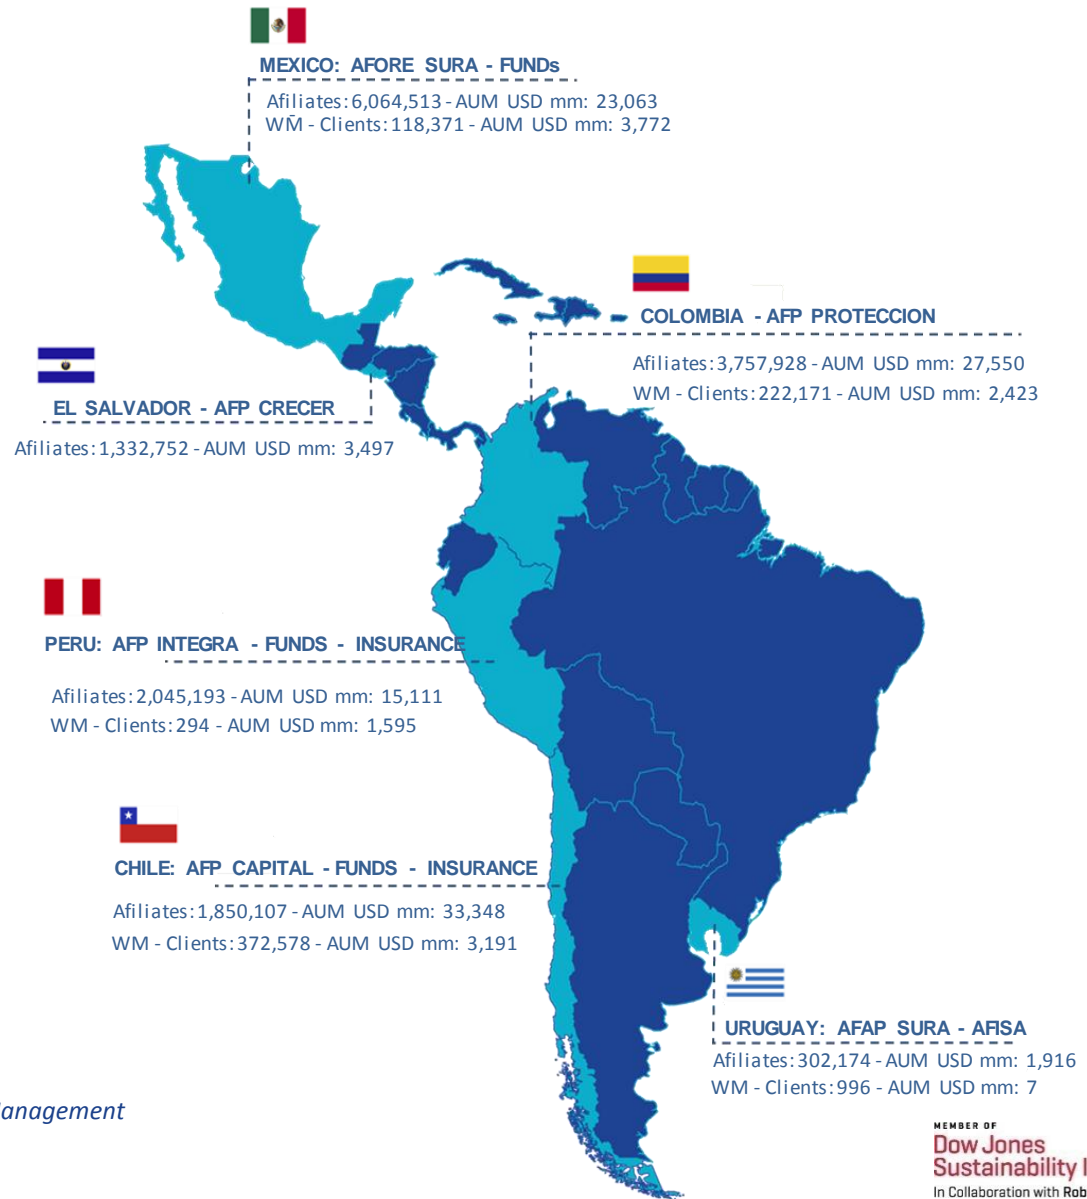 MEXICO: AFORE SURA - FUNDs
Afiliates: 6,064,513 - AUM USD mm: 23,063
WM - Clients: 118,371 - AUM USD mm: 3,772
COLOMBIA - AFP PROTECCION
Afiliates: 3,757,928 - AUM USD mm: 27,550
WM - Clients: 222,171 - AUM USD mm: 2,423
EL SALVADOR - AFP CRECER
Afiliates: 1,332,752 - AUM USD mm: 3,497
PERU: AFP INTEGRA - FUNDS - INSURANCE
Afiliates: 2,045,193 - AUM USD mm: 15,111
WM - Clients: 294 - AUM USD mm: 1,595
CHILE: AFP CAPITAL - FUNDS - INSURANCE
Afiliates: 1,850,107 - AUM USD mm: 33,348
WM - Clients: 372,578 - AUM USD mm: 3,191
URUGUAY: AFAP SURA - AFISA
Afiliates: 302,174 - AUM USD mm: 1,916
WM - Clients: 996 - AUM USD mm: 7
anagement
MEMBER OF
Dow Jones
Sustainability I
In Collaboration with Rob